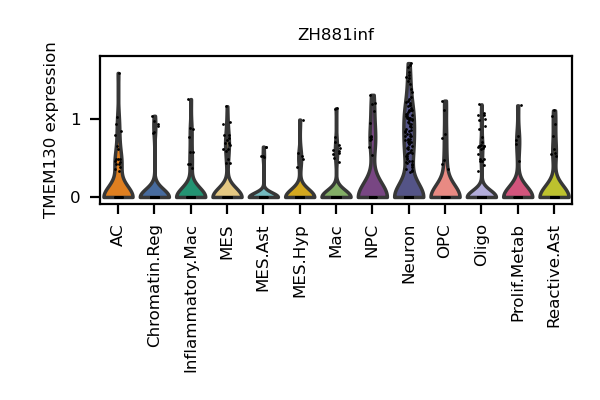 ZH881inf
TMEM130 expression
1
0
AC
Chromatin.Reg
Inflammatory.Mac
MES
MES.Ast
MES.Hyp
Mac
NPC
Neuron
OPC
Oligo
Prolif.Metab
Reactive.Ast